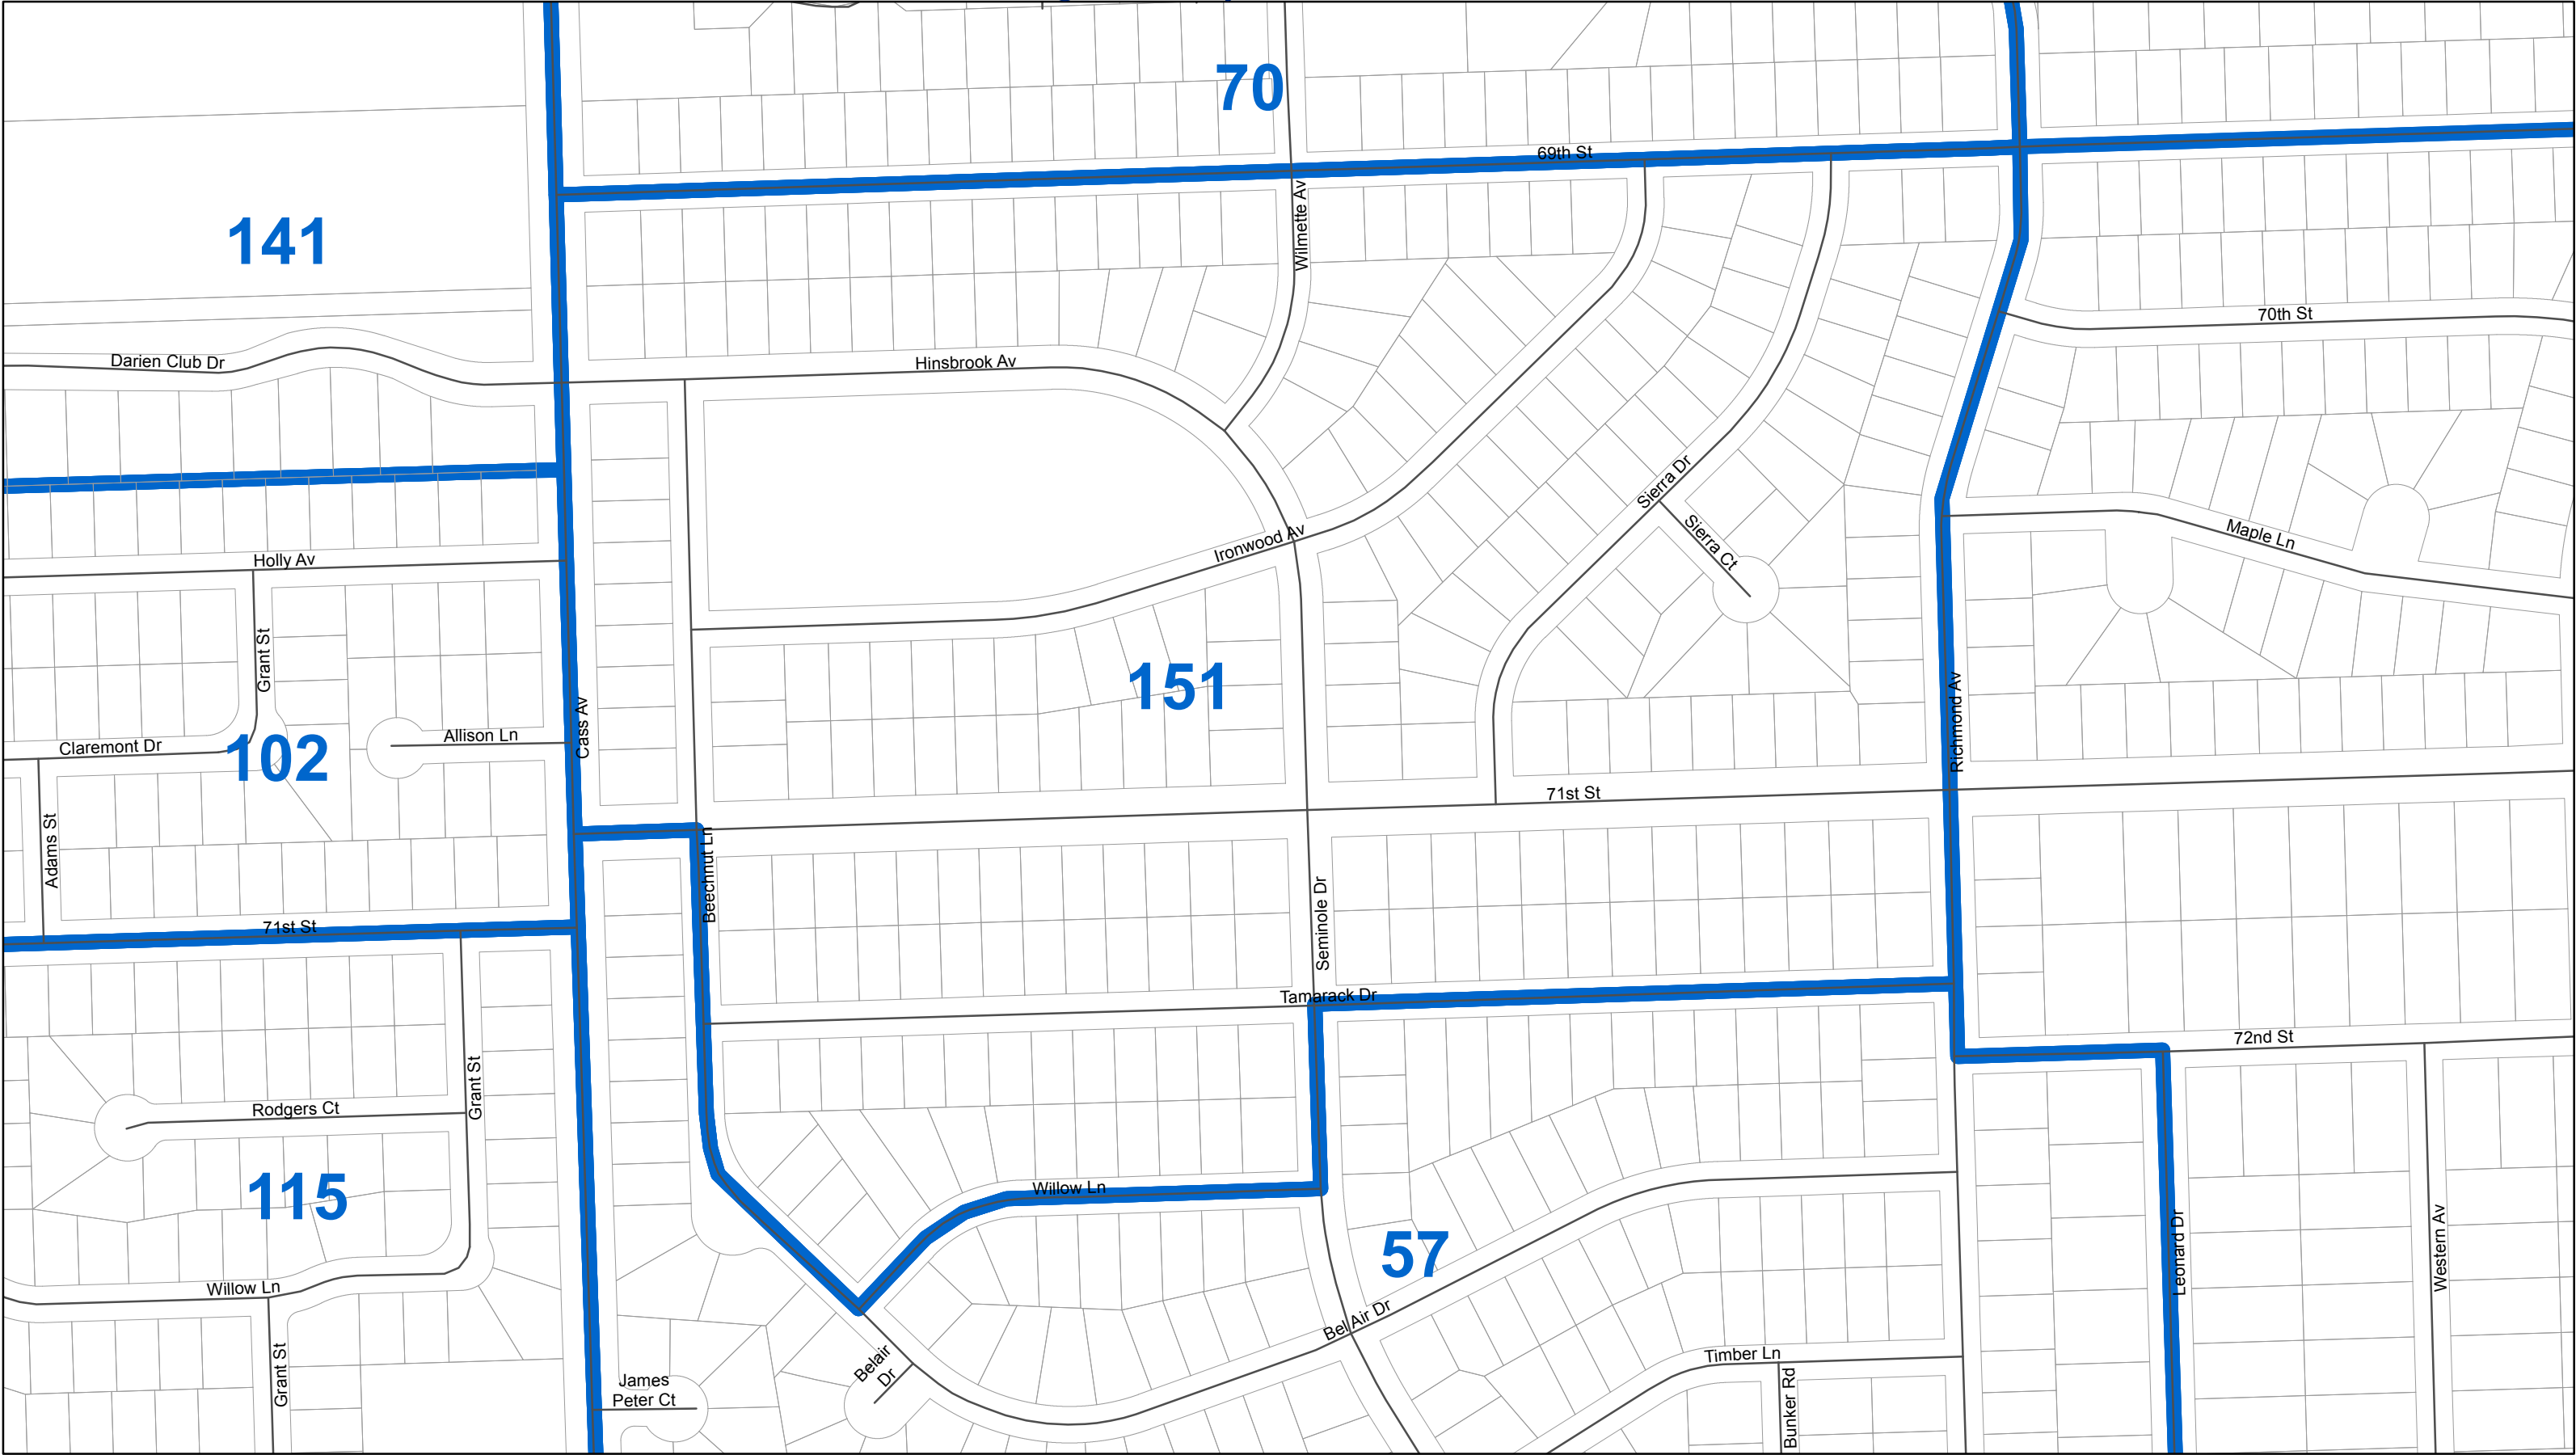 70
69th St
141
Wilmette Av
70th St
Darien Club Dr
Hinsbrook Av
Sierra Dr
Sierra Ct
Maple Ln
Ironwood Av
Holly Av
Grant St
151
Richmond Av
Cass Av
Allison Ln
Claremont Dr
102
71st St
Adams St
Beechnut Ln
Seminole Dr
71st St
Tamarack Dr
72nd St
Grant St
Rodgers Ct
115
Willow Ln
57
Leonard Dr
Western Av
Willow Ln
Bel Air Dr
Timber Ln
Belair
Dr
Grant St
James
Peter Ct
Bunker Rd